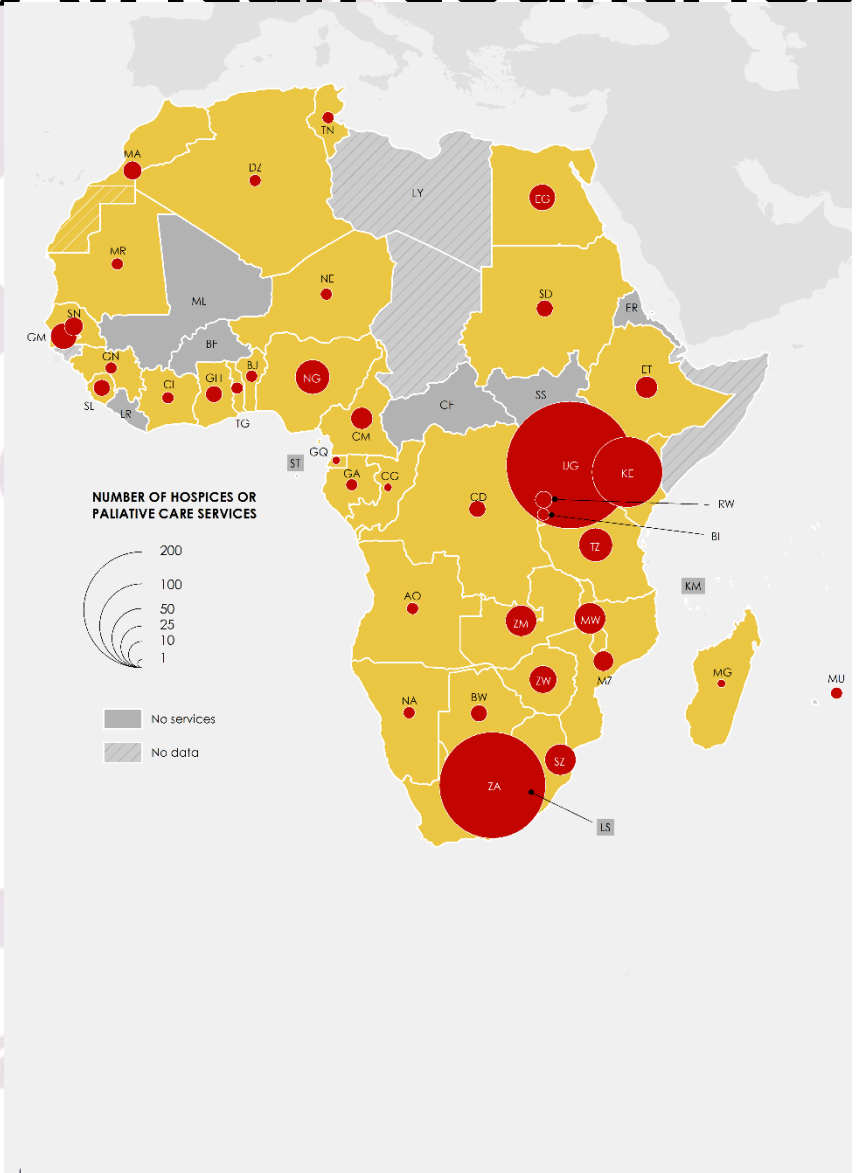 TN
MA
DZ
LY
EG
MR
NE
ML
SD
ER
SN
GM
BF
GN
BJ
NG
ET
CI
GH
SL
LR
TG
CF
SS
CM
GQ
ST
GA
CG
UG
KE
CD
RW
BI
NUMBER OF HOSPICES OR
PALIATIVE CARE SERVICES
200
100
50
25
10
1
TZ
KM
AO
ZM
MW
MZ
ZW
MG
MU
NA
BW
No services
No data
SZ
ZA
LS